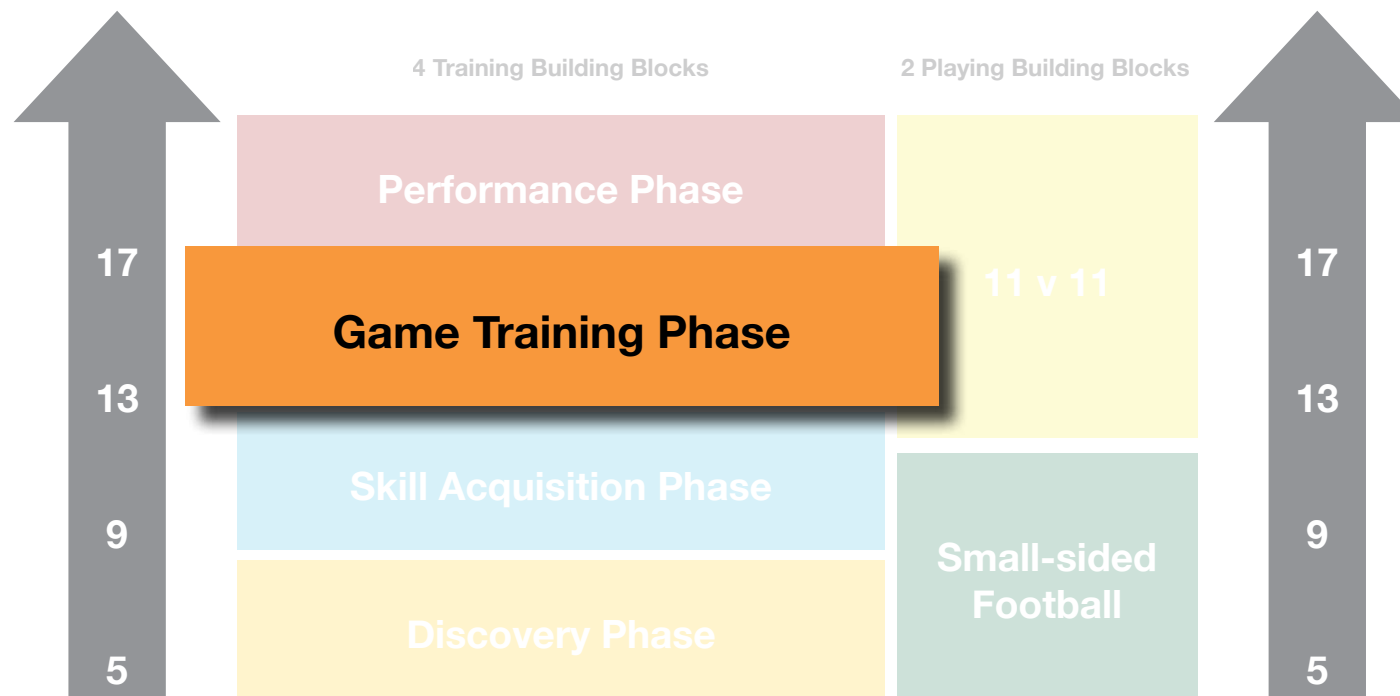 4 Training Building Blocks
2 Playing Building Blocks
Performance Phase
17
11 v 11
17
Game Training Phase
13
13
Skill Acquisition Phase
9
9
Small-sided
Football
Discovery Phase
5
5